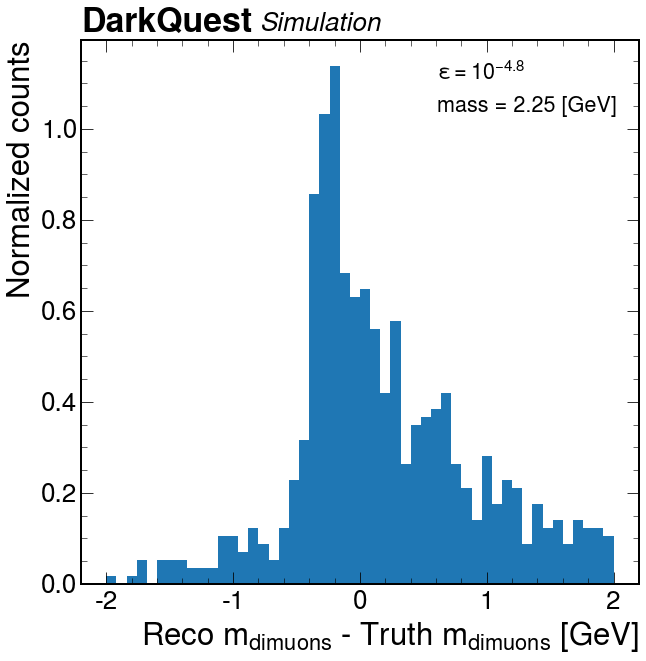 DarkQuest Simulation
ε = 10^−4.8
mass = 2.25 [GeV]
Normalized counts
1.0
0.8
0.6
0.4
0.2
0.0
-2 -1 0 1 2
Reco m_dimuons - Truth m_dimuons [GeV]